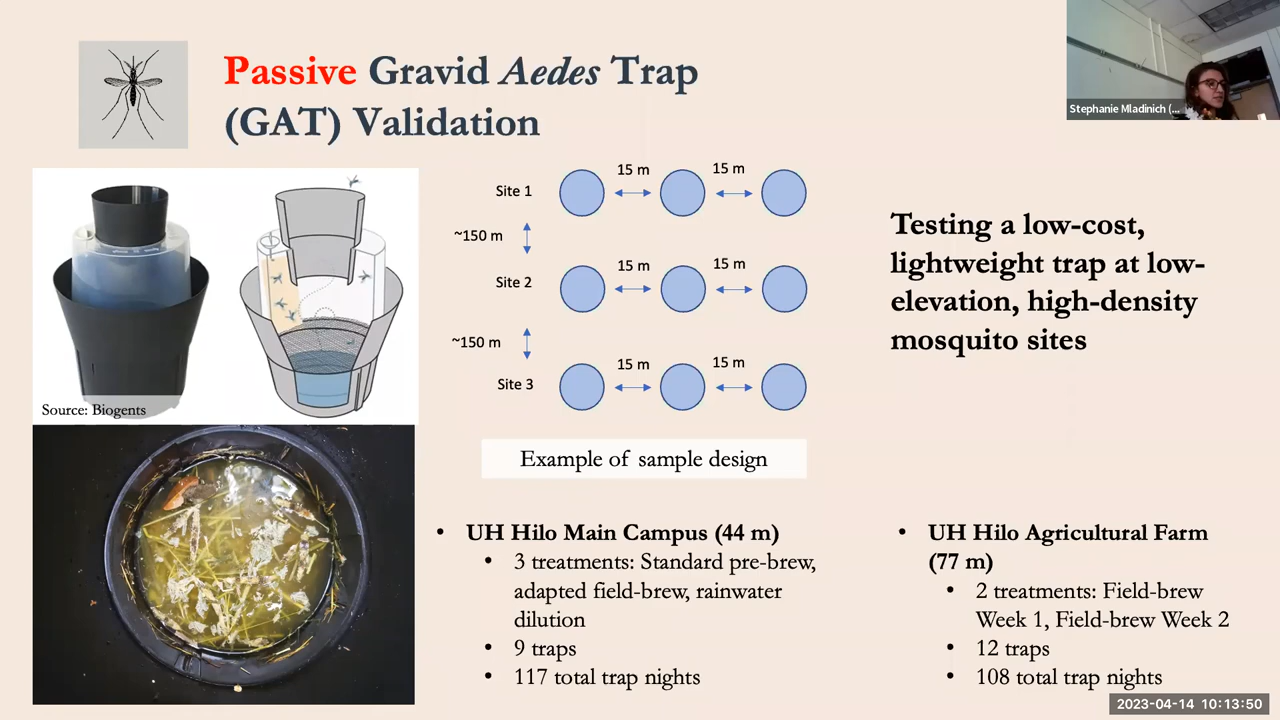 Passive Gravid Aedes Trap
(GAT) Validation
Stephanie Mladinich (...
Source: Biogents
15 m 15 m
Site 1
~150 m
15 m 15 m
Site 2
~150 m
15 m 15 m
Site 3
Example of sample design
Testing a low-cost,
lightweight trap at low-
elevation, high-density
mosquito sites
• UH Hilo Main Campus (44 m)
• 3 treatments: Standard pre-brew,
adapted field-brew, rainwater
dilution
• 9 traps
• 117 total trap nights
• UH Hilo Agricultural Farm
(77 m)
• 2 treatments: Field-brew
Week 1, Field-brew Week 2
• 12 traps
• 108 total trap nights
2023-04-14 10:13:50